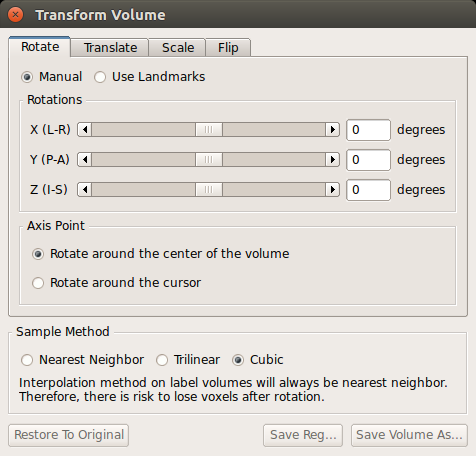 Transform Volume
Rotate Translate Scale Flip
Manual Use Landmarks
Rotations
X (L-R) 0 degrees
Y (P-A) 0 degrees
Z (I-S) 0 degrees
Axis Point
Rotate around the center of the volume
Rotate around the cursor
Sample Method
Nearest Neighbor Trilinear Cubic
Interpolation method on label volumes will always be nearest neighbor.
Therefore, there is risk to lose voxels after rotation.
Restore To Original Save Reg... Save Volume As...